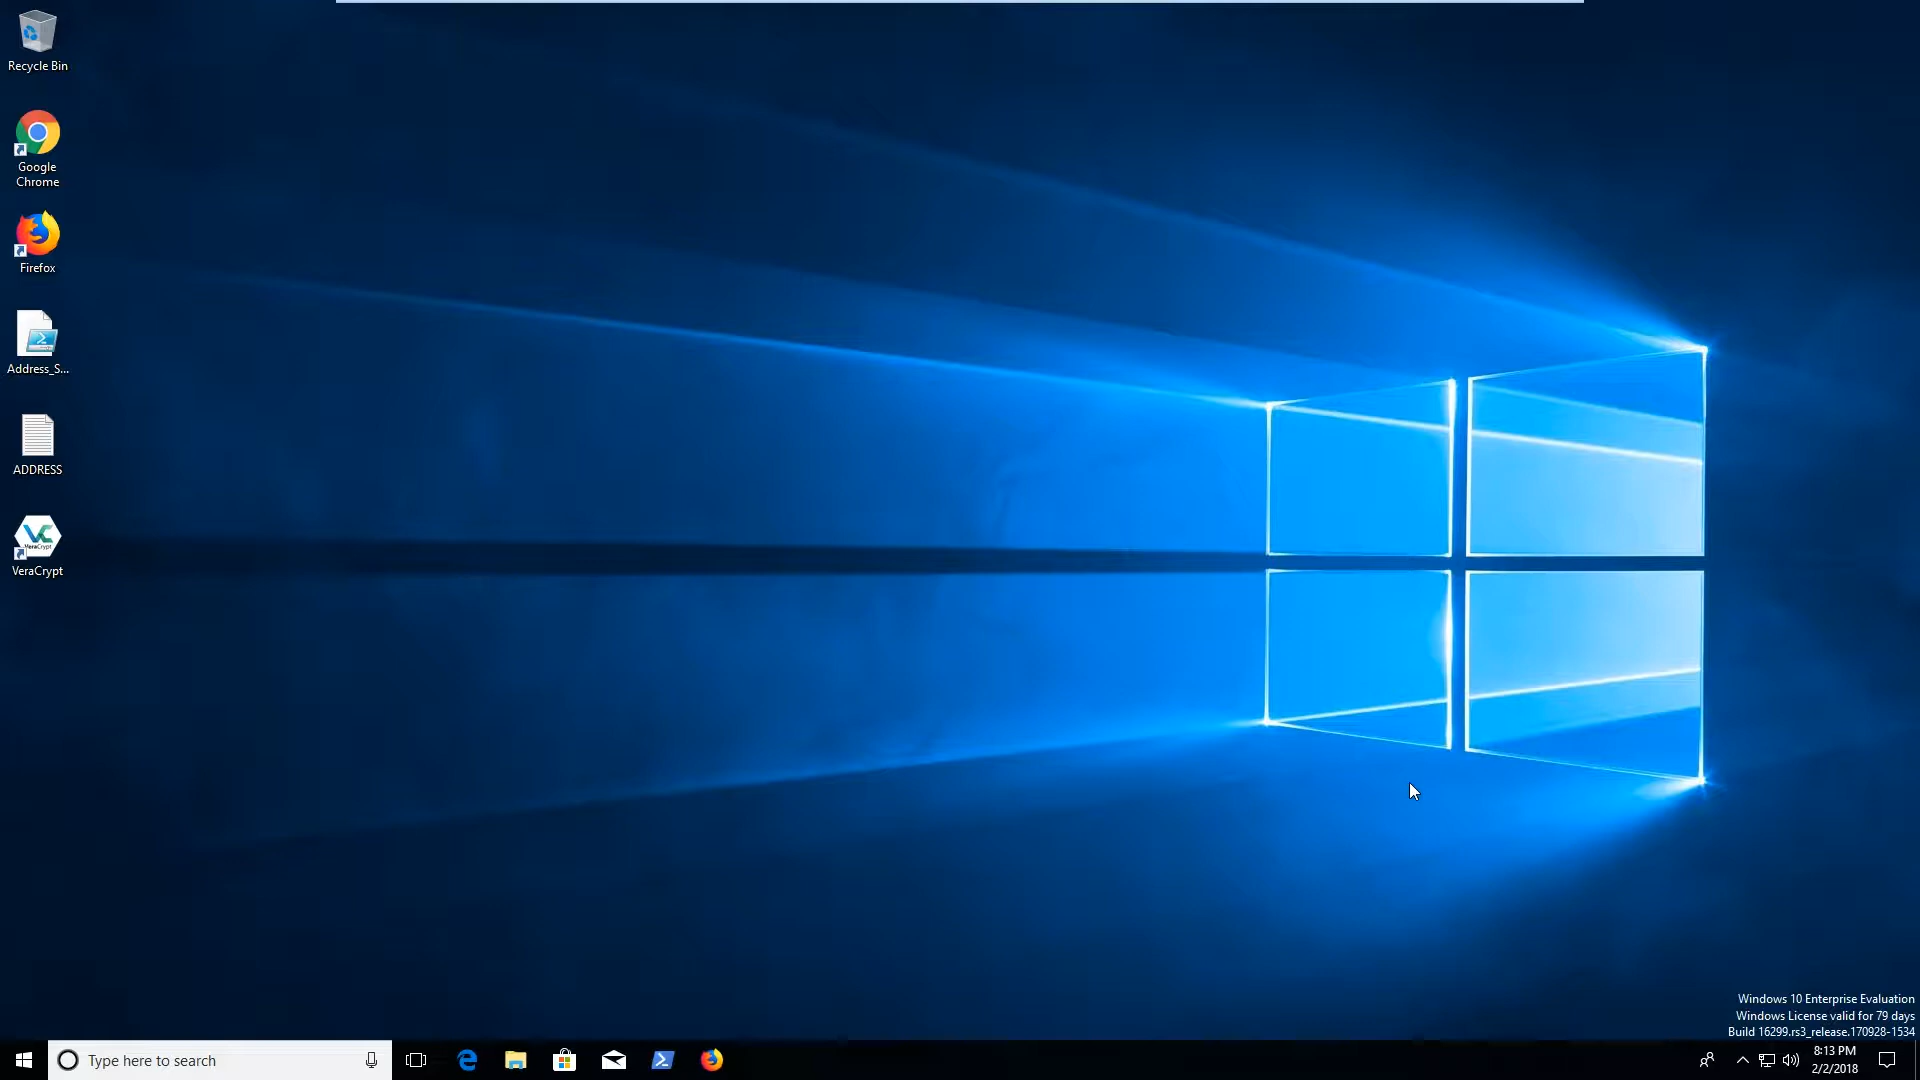 Recycle Bin
Google
Chrome
Firefox
Address_S...
ADDRESS
VeraCrypt
VeraCrypt
Windows 10 Enterprise Evaluation
Windows License valid for 79 days
Build 16299.rs3_release.170928-1534
Type here to search
8:13 PM
2/2/2018